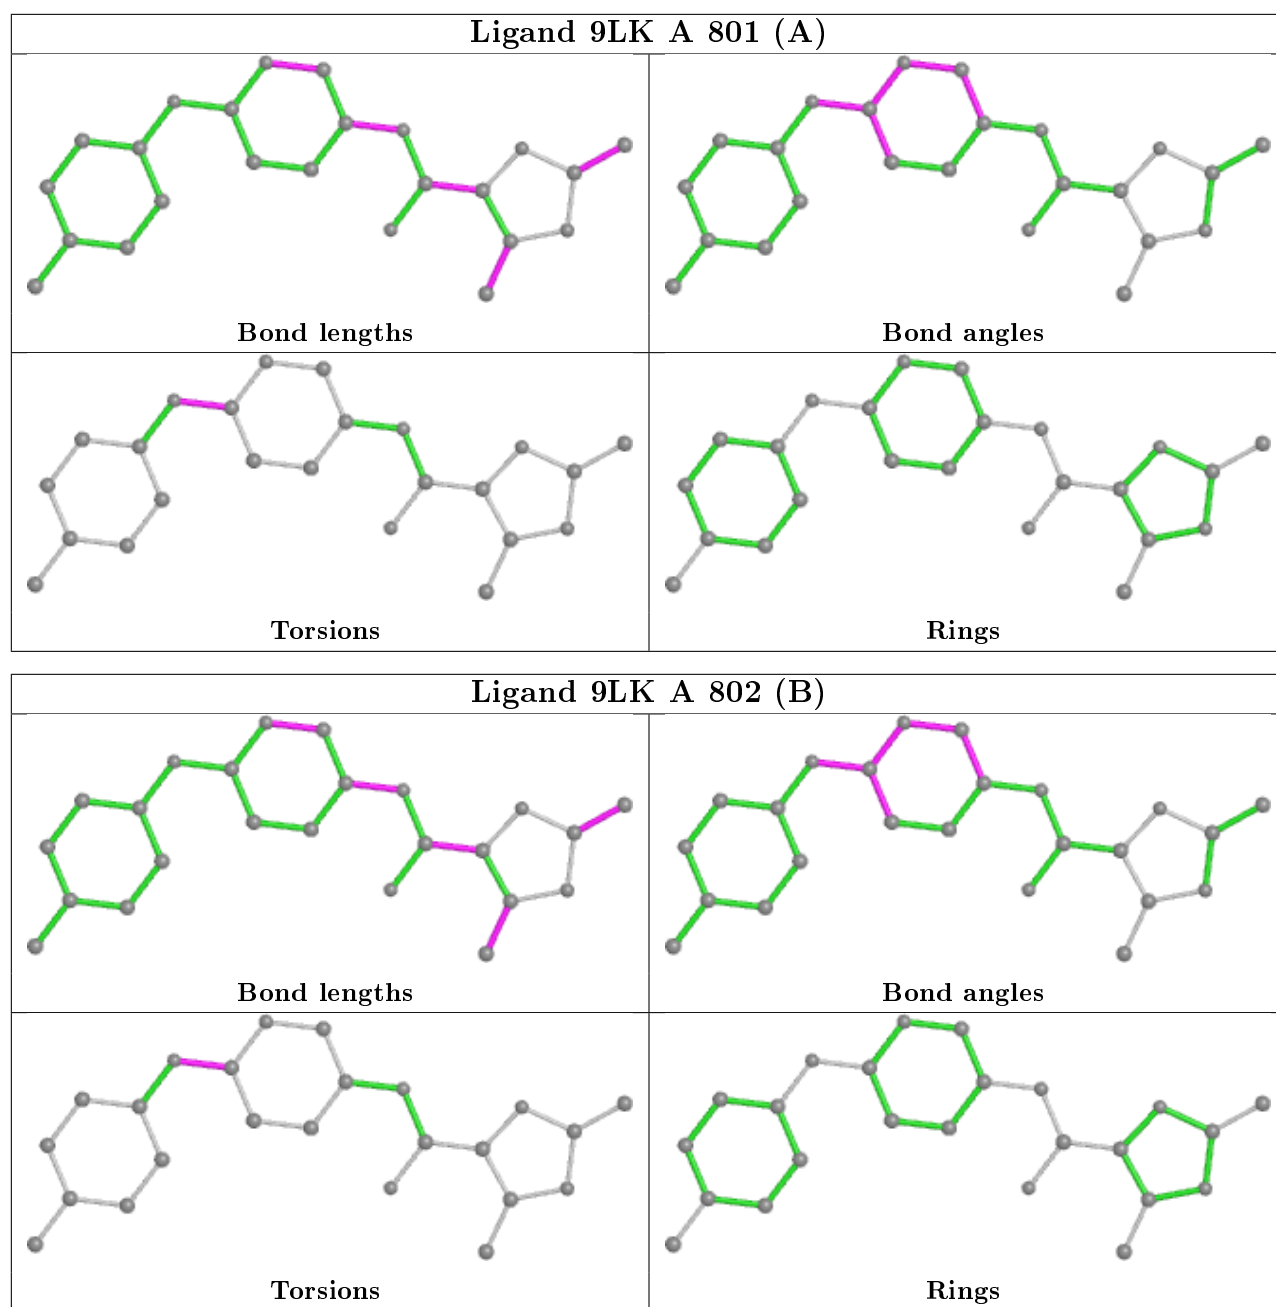 Ligand 9LK A 801 (A)
Bond lengths
Bond angles
Torsions
Rings
Ligand 9LK A 802 (B)
Bond lengths
Bond angles
Torsions
Rings